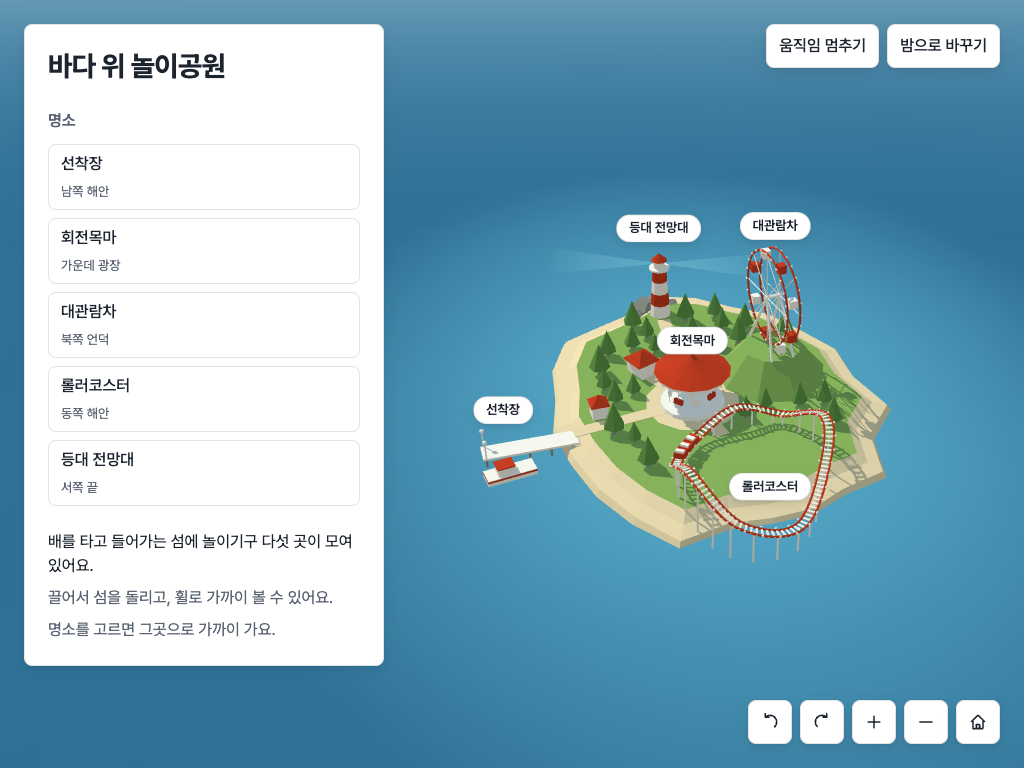 바다 위 놀이공원
명소
선착장
남쪽 해안
회전목마
가운데 광장
대관람차
북쪽 언덕
롤러코스터
동쪽 해안
등대 전망대
서쪽 끝
배를 타고 들어가는 섬에 놀이기구 다섯 곳이 모여
있어요.
끌어서 섬을 돌리고, 휠로 가까이 볼 수 있어요.
명소를 고르면 그곳으로 가까이 가요.
움직임 멈추기
밤으로 바꾸기
등대 전망대
대관람차
회전목마
선착장
롤러코스터